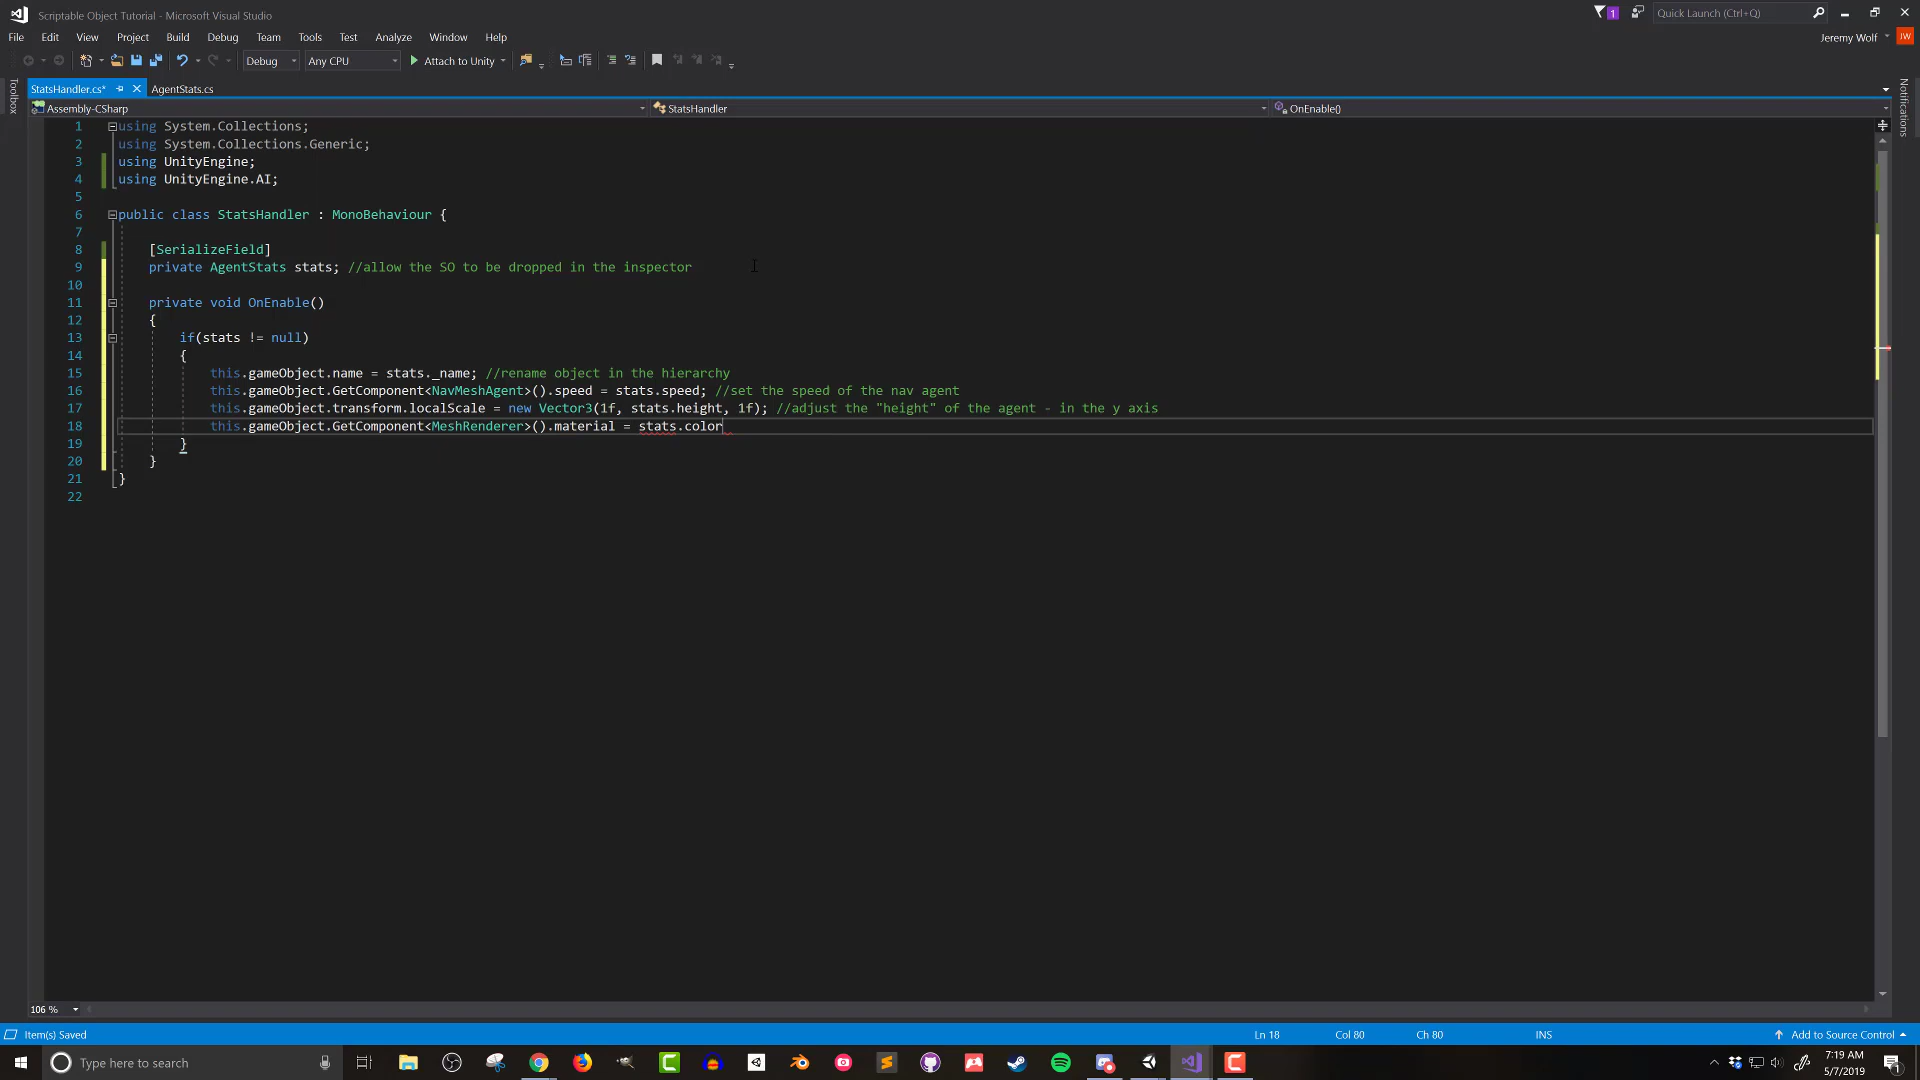 Scriptable Object Tutorial - Microsoft Visual Studio
1
Quick Launch (Ctrl+Q)
File Edit View Project Build Debug Team Tools Test Analyze Window Help
Jeremy Wolf JW
Debug Any CPU Attach to Unity
Toolbox
Notifications
StatsHandler.cs* AgentStats.cs
Assembly-CSharp StatsHandler OnEnable()
1 using System.Collections;
2 using System.Collections.Generic;
3 using UnityEngine;
4 using UnityEngine.AI;
5
6 public class StatsHandler : MonoBehaviour {
7
8 [SerializeField]
9 private AgentStats stats; //allow the SO to be dropped in the inspector
10
11 private void OnEnable()
12 {
13 if(stats != null)
14 {
15 this.gameObject.name = stats._name; //rename object in the hierarchy
16 this.gameObject.GetComponent<NavMeshAgent>().speed = stats.speed; //set the speed of the nav agent
17 this.gameObject.transform.localScale = new Vector3(1f, stats.height, 1f); //adjust the "height" of the agent - in the y axis
18 this.gameObject.GetComponent<MeshRenderer>().material = stats.color
19 }
20 }
21 }
22
106 %
Item(s) Saved Ln 18 Col 80 Ch 80 INS Add to Source Control
Type here to search
7:19 AM
5/7/2019
1